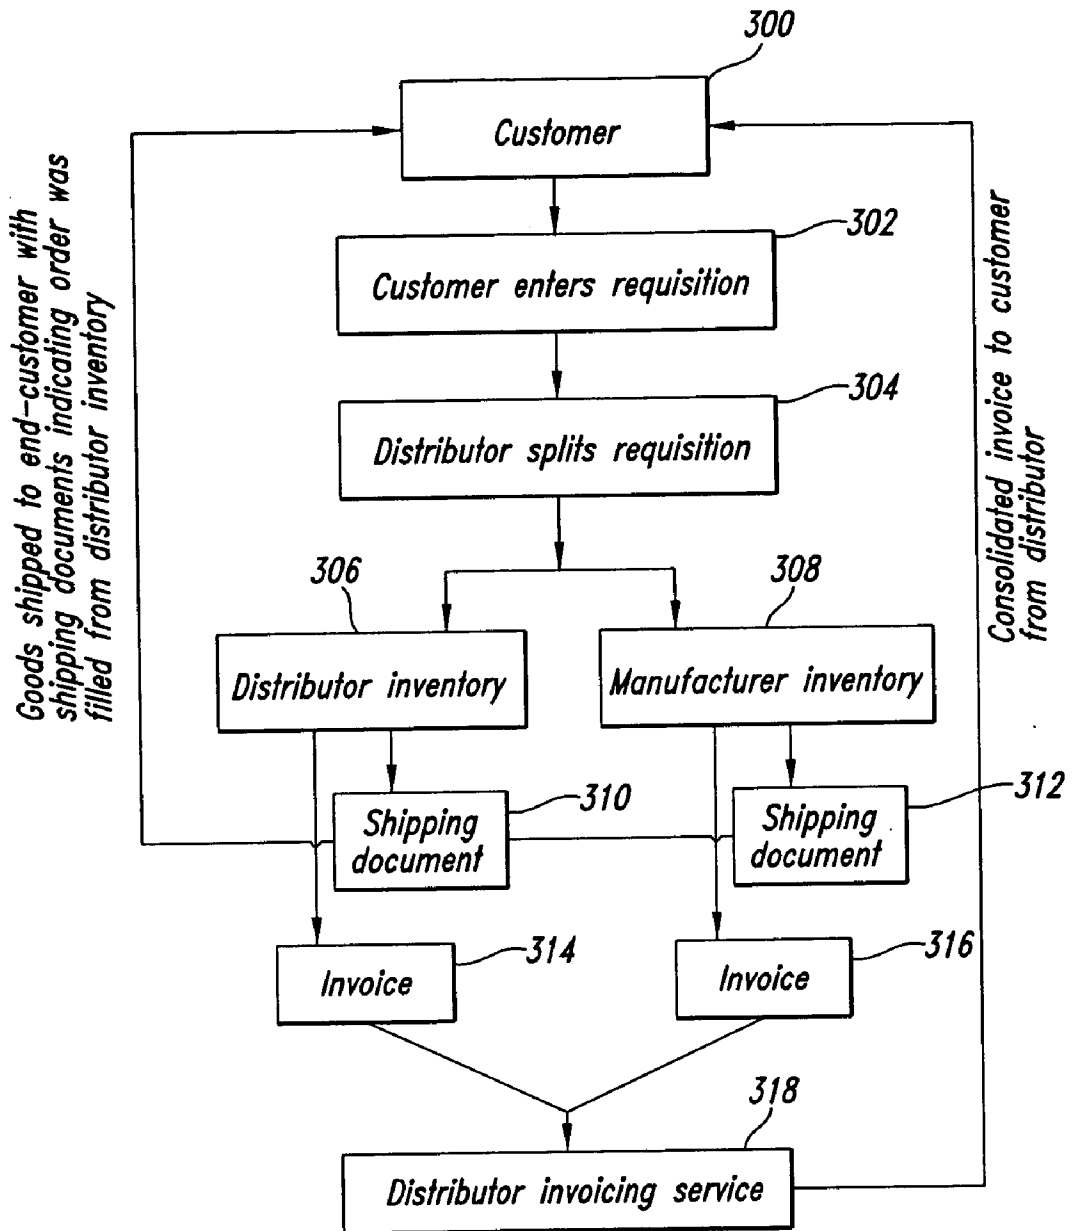 300
Customer
302
Customer enters requisition
304
Distributor splits requisition
306
308
Distributor inventory
Manufacturer inventory
310
312
Shipping
document
Shipping
document
314
316
Invoice
Invoice
318
Distributor invoicing service
Goods shipped to end-customer with
shipping documents indicating order was
filled from distributor inventory
Consolidated invoice to customer
from distributor